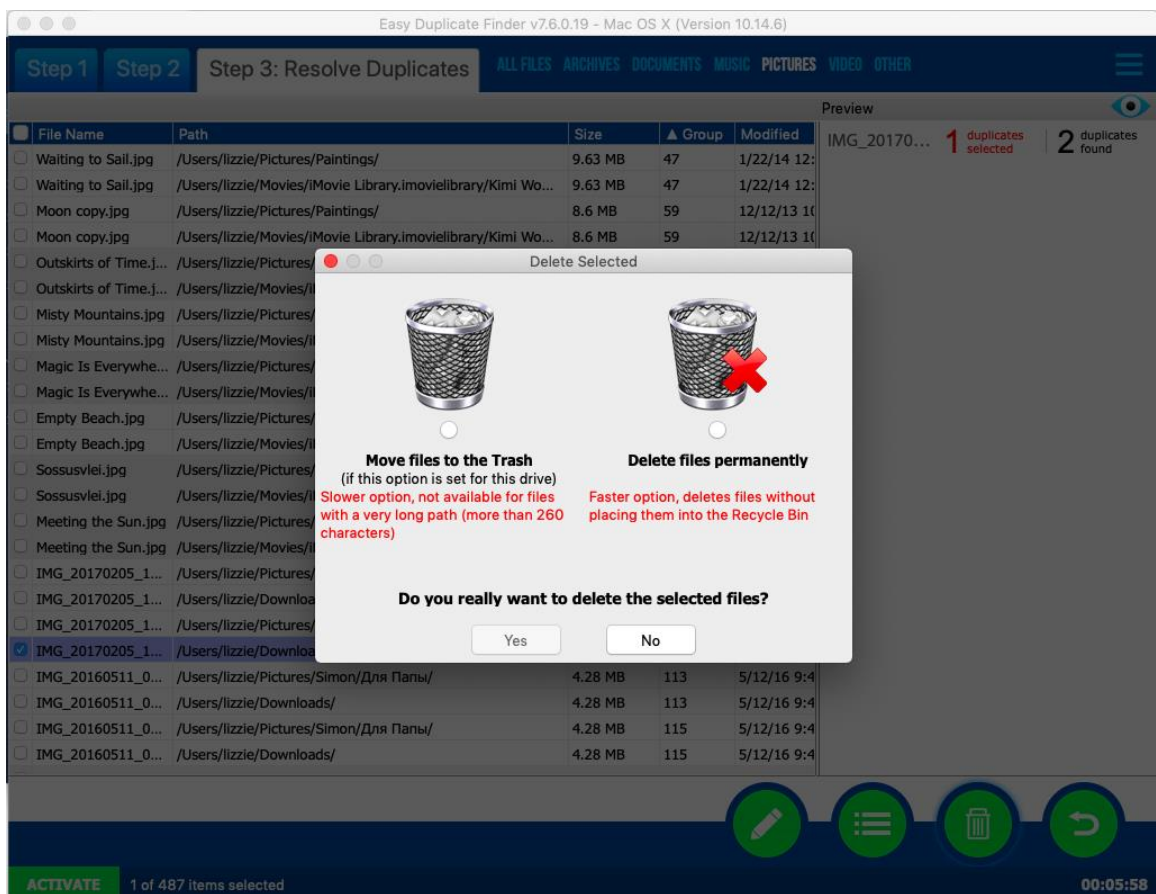 Easy Duplicate Finder v7.6.0.19 - Mac OS X (Version 10.14.6)
Step 1 Step 2 Step 3: Resolve Duplicates ALL FILES ARCHIVES DOCUMENTS MUSIC PICTURES VIDEO OTHER
Preview
File Name Path Size ▲ Group Modified
IMG_20170... 1 duplicates selected 2 duplicates found
Waiting to Sail.jpg /Users/lizzie/Pictures/Paintings/ 9.63 MB 47 1/22/14 12:
Waiting to Sail.jpg /Users/lizzie/Movies/iMovie Library.imovielibrary/Kimi Wo... 9.63 MB 47 1/22/14 12:
Moon copy.jpg /Users/lizzie/Pictures/Paintings/ 8.6 MB 59 12/12/13 10
Moon copy.jpg /Users/lizzie/Movies/iMovie Library.imovielibrary/Kimi Wo... 8.6 MB 59 12/12/13 10
Outskirts of Time.j... /Users/lizzie/Pictures/
Outskirts of Time.j... /Users/lizzie/Movies/i
Misty Mountains.jpg /Users/lizzie/Pictures/
Misty Mountains.jpg /Users/lizzie/Movies/i
Magic Is Everywhe... /Users/lizzie/Pictures/
Magic Is Everywhe... /Users/lizzie/Movies/i
Empty Beach.jpg /Users/lizzie/Pictures/
Empty Beach.jpg /Users/lizzie/Movies/i
Sossusvlei.jpg /Users/lizzie/Pictures/
Sossusvlei.jpg /Users/lizzie/Movies/i
Meeting the Sun.jpg /Users/lizzie/Pictures/
Meeting the Sun.jpg /Users/lizzie/Movies/i
IMG_20170205_1... /Users/lizzie/Pictures/
IMG_20170205_1... /Users/lizzie/Downloa
IMG_20170205_1... /Users/lizzie/Pictures/
IMG_20170205_1... /Users/lizzie/Downloa
IMG_20160511_0... /Users/lizzie/Pictures/Simon/Для Папы/ 4.28 MB 113 5/12/16 9:4
IMG_20160511_0... /Users/lizzie/Downloads/ 4.28 MB 113 5/12/16 9:4
IMG_20160511_0... /Users/lizzie/Pictures/Simon/Для Папы/ 4.28 MB 115 5/12/16 9:4
IMG_20160511_0... /Users/lizzie/Downloads/ 4.28 MB 115 5/12/16 9:4
Delete Selected
Move files to the Trash
(if this option is set for this drive)
Slower option, not available for files
with a very long path (more than 260
characters)
Delete files permanently
Faster option, deletes files without
placing them into the Recycle Bin
Do you really want to delete the selected files?
Yes No
ACTIVATE 1 of 487 items selected 00:05:58